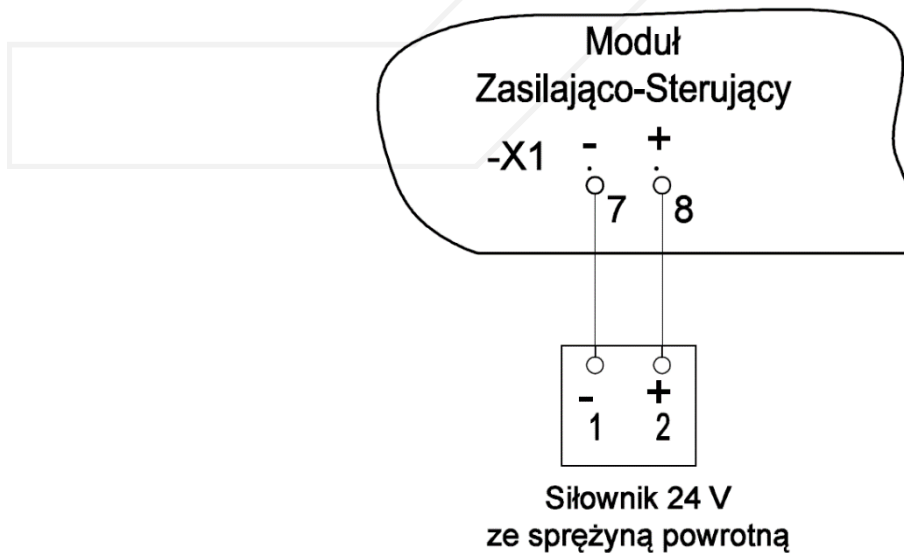 Moduł
Zasilająco-Sterujący
-X1 - +
7 8
- +
1 2
Siłownik 24 V
ze sprężyną powrotną